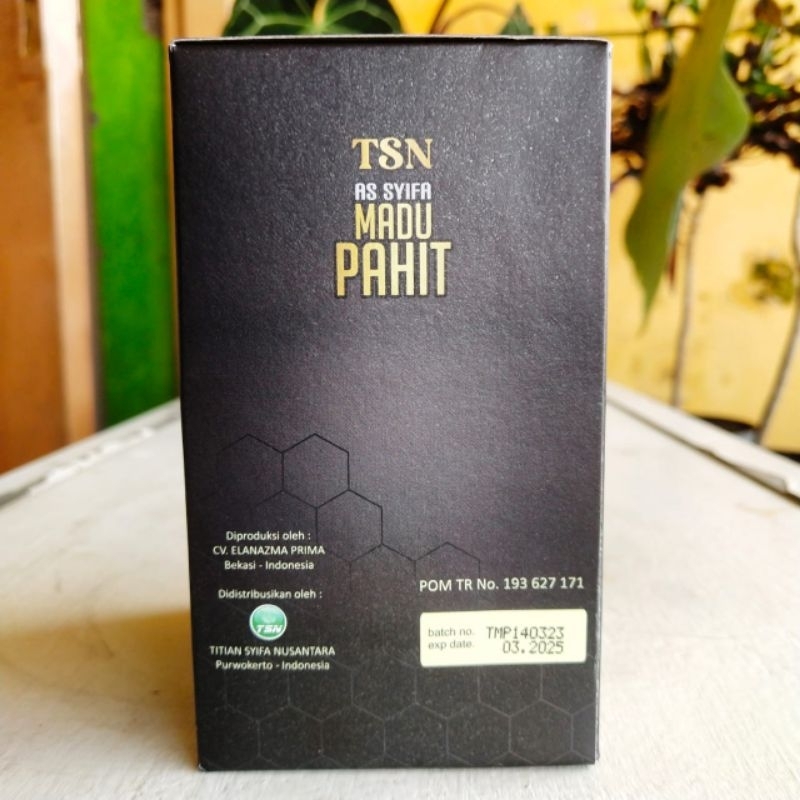 TSN
AS SYIFA
MADU
PAHIT
Diproduksi oleh :
CV. ELANAZMA PRIMA
Bekasi - Indonesia
Didistribusikan oleh :
TSN
TITIAN SYIFA NUSANTARA
Purwokerto - Indonesia
POM TR No. 193 627 171
batch no. TMP140323
exp date. 03.2025